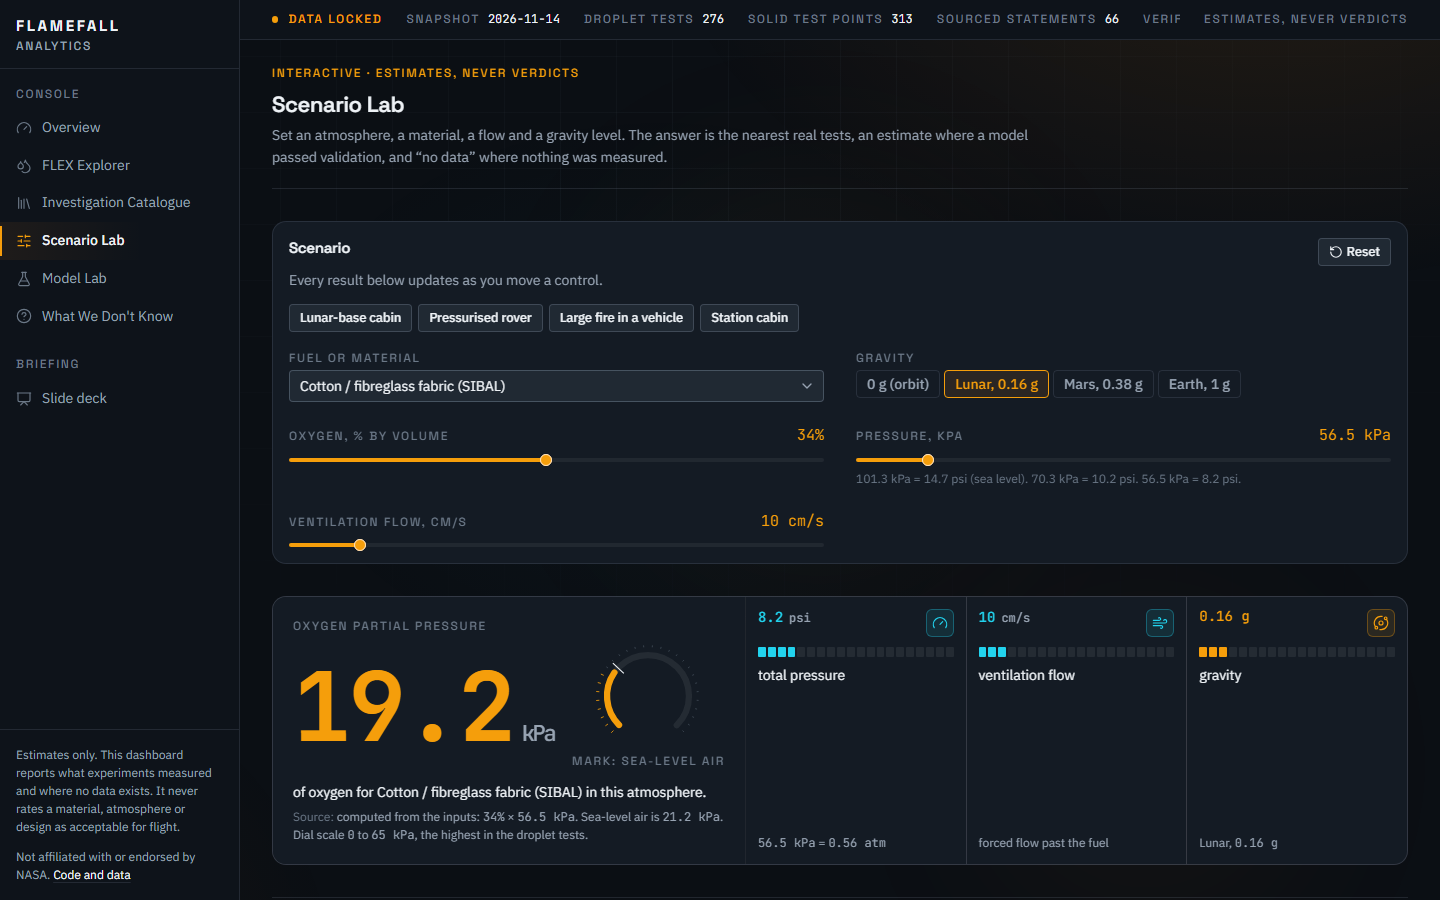 FLAMEFALL
ANALYTICS
CONSOLE
Overview
FLEX Explorer
Investigation Catalogue
Scenario Lab
Model Lab
What We Don't Know
BRIEFING
Slide deck
Estimates only. This dashboard
reports what experiments measured
and where no data exists. It never
rates a material, atmosphere or
design as acceptable for flight.
Not affiliated with or endorsed by
NASA. Code and data
DATA LOCKED SNAPSHOT 2026-11-14 DROPLET TESTS 276 SOLID TEST POINTS 313 SOURCED STATEMENTS 66 VERIF ESTIMATES, NEVER VERDICTS
INTERACTIVE · ESTIMATES, NEVER VERDICTS
Scenario Lab
Set an atmosphere, a material, a flow and a gravity level. The answer is the nearest real tests, an estimate where a model
passed validation, and “no data” where nothing was measured.
Scenario
Reset
Every result below updates as you move a control.
Lunar-base cabin Pressurised rover Large fire in a vehicle Station cabin
FUEL OR MATERIAL
Cotton / fibreglass fabric (SIBAL)
GRAVITY
0 g (orbit) Lunar, 0.16 g Mars, 0.38 g Earth, 1 g
OXYGEN, % BY VOLUME 34%
PRESSURE, KPA 56.5 kPa
101.3 kPa = 14.7 psi (sea level). 70.3 kPa = 10.2 psi. 56.5 kPa = 8.2 psi.
VENTILATION FLOW, CM/S 10 cm/s
OXYGEN PARTIAL PRESSURE
19.2 kPa
MARK: SEA-LEVEL AIR
of oxygen for Cotton / fibreglass fabric (SIBAL) in this atmosphere.
Source: computed from the inputs: 34% × 56.5 kPa. Sea-level air is 21.2 kPa.
Dial scale 0 to 65 kPa, the highest in the droplet tests.
8.2 psi
total pressure
56.5 kPa = 0.56 atm
10 cm/s
ventilation flow
forced flow past the fuel
0.16 g
gravity
Lunar, 0.16 g